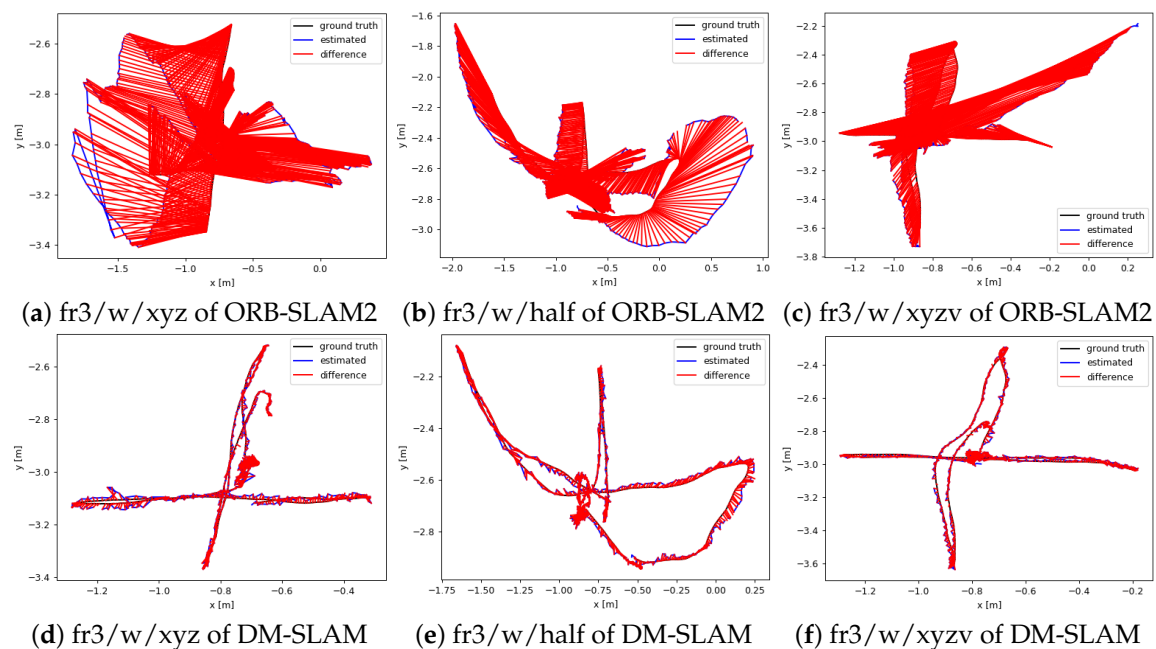 −2.6
−2.8
−3.0
−3.2
−3.4
y [m]
−1.5
−1.0
−0.5
0.0
x [m]
ground truth
estimated
difference
−1.6
−1.8
−2.0
−2.2
−2.4
−2.6
−2.8
−3.0
y [m]
−2.0
−1.5
−1.0
−0.5
0.0
0.5
1.0
x [m]
ground truth
estimated
difference
−2.2
−2.4
−2.6
−2.8
−3.0
−3.2
−3.4
−3.6
−3.8
y [m]
−1.2
−1.0
−0.8
−0.6
−0.4
−0.2
0.0
0.2
x [m]
ground truth
estimated
difference
(a) fr3/w/xyz of ORB-SLAM2
(b) fr3/w/half of ORB-SLAM2
(c) fr3/w/xyzv of ORB-SLAM2
−2.6
−2.8
−3.0
−3.2
−3.4
y [m]
−1.2
−1.0
−0.8
−0.6
−0.4
x [m]
ground truth
estimated
difference
−2.2
−2.4
−2.6
−2.8
y [m]
−1.75
−1.50
−1.25
−1.00
−0.75
−0.50
−0.25
0.00
0.25
x [m]
ground truth
estimated
difference
−2.4
−2.6
−2.8
−3.0
−3.2
−3.4
−3.6
y [m]
−1.2
−1.0
−0.8
−0.6
−0.4
−0.2
x [m]
ground truth
estimated
difference
(d) fr3/w/xyz of DM-SLAM
(e) fr3/w/half of DM-SLAM
(f) fr3/w/xyzv of DM-SLAM